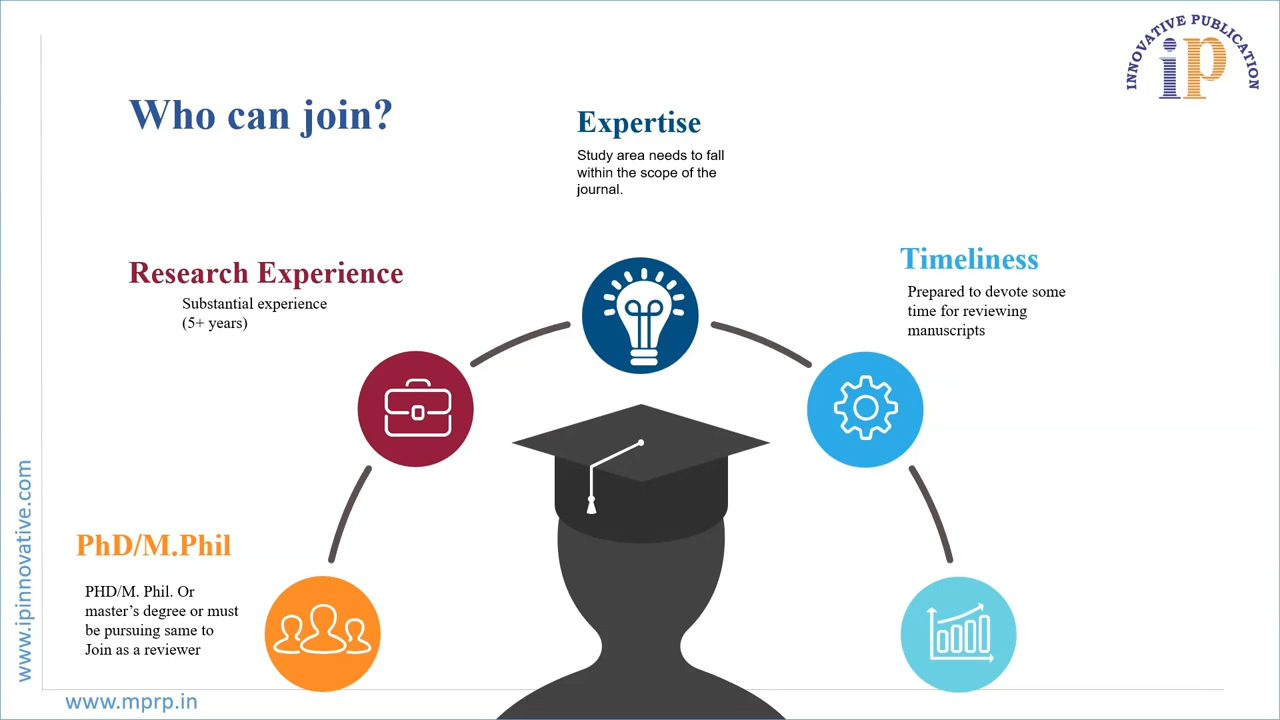 INNOVATIVE PUBLICATION
iP
Who can join?
Expertise
Study area needs to fall
within the scope of the
journal.
Research Experience
Substantial experience
(5+ years)
Timeliness
Prepared to devote some
time for reviewing
manuscripts
PhD/M.Phil
PHD/M. Phil. Or
master’s degree or must
be pursuing same to
Join as a reviewer
www.ipinnovative.com
www.mprp.in